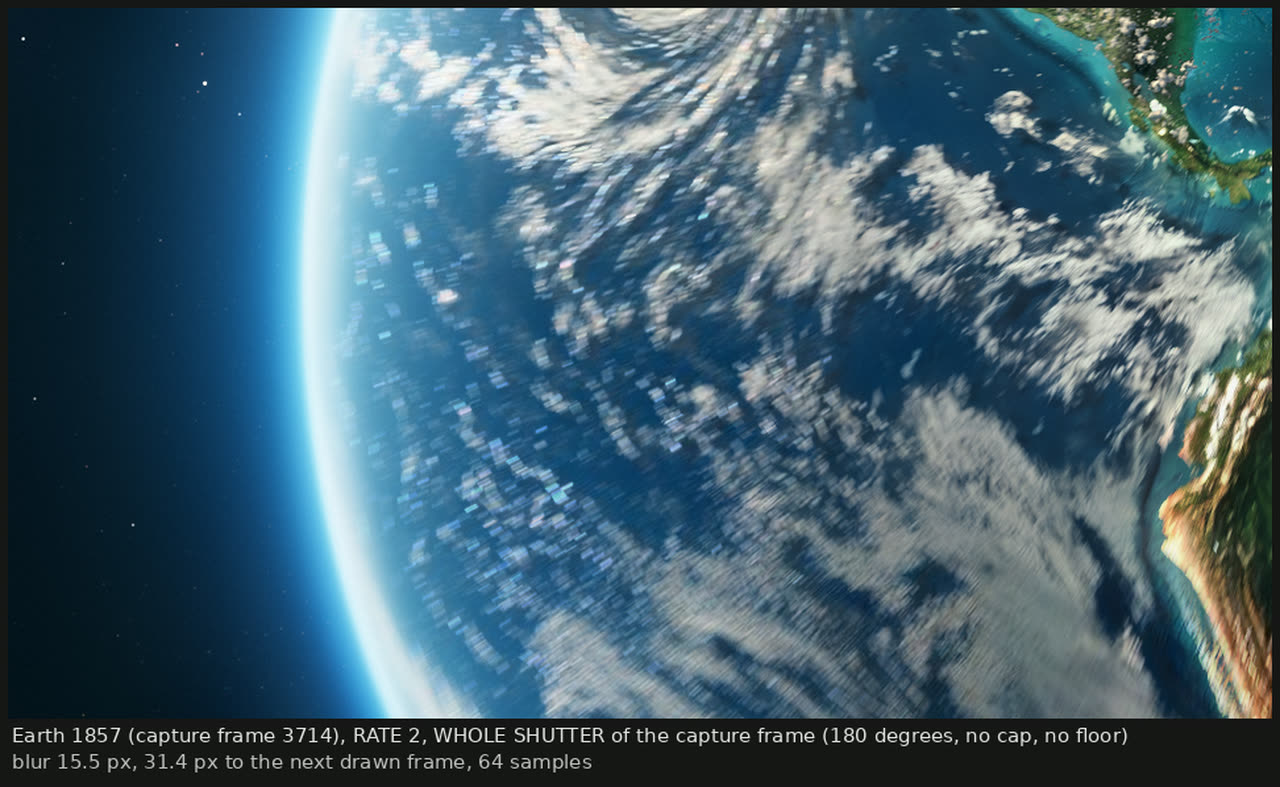 Earth 1857 (capture frame 3714), RATE 2, WHOLE SHUTTER of the capture frame (180 degrees, no cap, no floor)
blur 15.5 px, 31.4 px to the next drawn frame, 64 samples